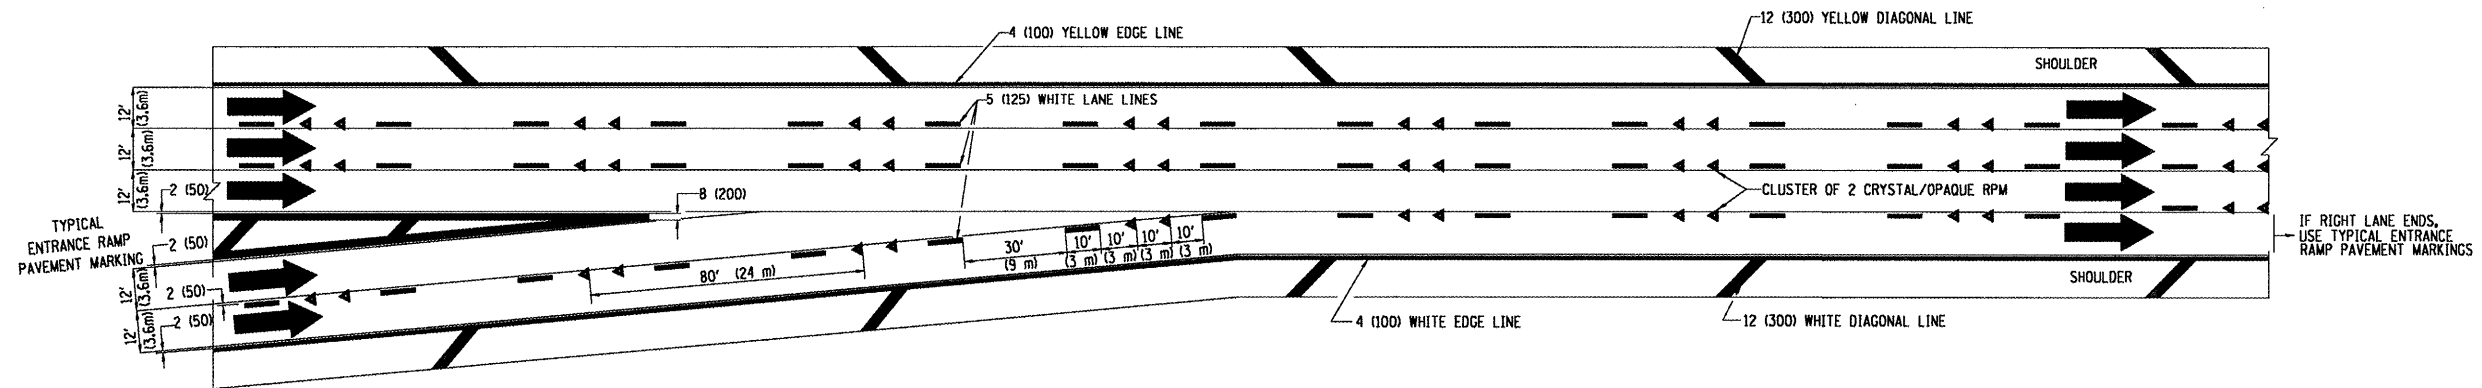 12 (300) YELLOW DIAGONAL LINE
4 (100) YELLOW EDGE LINE
SHOULDER
12'
(3.6m)
5 (125) WHITE LANE LINES
12'
(3.6m)
12'
(3.6m)
2 (50)
8 (200)
CLUSTER OF 2 CRYSTAL/OPAQUE RPM
TYPICAL
ENTRANCE RAMP
PAVEMENT MARKING
IF RIGHT LANE ENDS,
USE TYPICAL ENTRANCE
RAMP PAVEMENT MARKINGS
2 (50)
30'
(9 m)
10'
(3 m)
10'
(3 m)
10'
(3 m)
10'
(3 m)
80' (24 m)
SHOULDER
12'
(3.6m)
2 (50)
12'
(3.6m)
2 (50)
4 (100) WHITE EDGE LINE
12 (300) WHITE DIAGONAL LINE